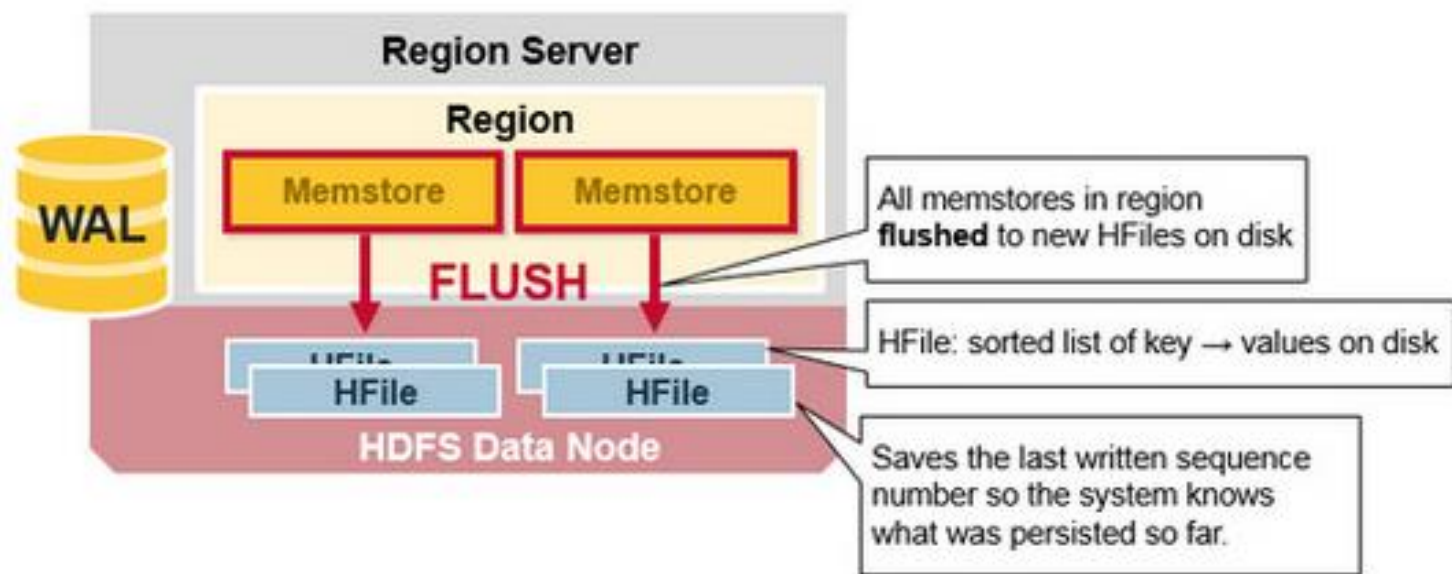 Region Server
Region
Memstore
Memstore
WAL
FLUSH
All memstores in region
flushed to new HFiles on disk
HFile
HFile
HFile: sorted list of key → values on disk
HFile
HFile
HDFS Data Node
Saves the last written sequence
number so the system knows
what was persisted so far.